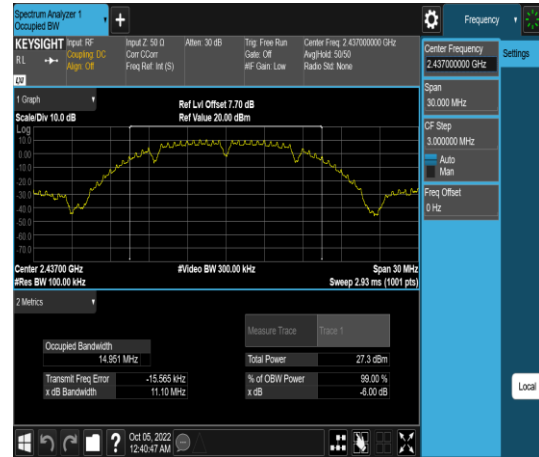 Spectrum Analyzer 1
Occupied BW
+
Frequency
KEYSIGHT
R L
LXI
Input: RF
Coupling: DC
Align: Off
Input Z: 50 Ω
Corr CCorr
Freq Ref: Int (S)
Atten: 30 dB
Trig: Free Run
Gate: Off
#IF Gain: Low
Center Freq: 2.437000000 GHz
Avg|Hold: 50/50
Radio Std: None
Center Frequency
2.437000000 GHz
Settings
Span
30.000 MHz
CF Step
3.000000 MHz
Auto
Man
Freq Offset
0 Hz
1 Graph
Scale/Div 10.0 dB
Ref Lvl Offset 7.70 dB
Ref Value 20.00 dBm
Log
10.0
0.00
-10.0
-20.0
-30.0
-40.0
-50.0
-60.0
-70.0
Center 2.43700 GHz
#Res BW 100.00 kHz
#Video BW 300.00 kHz
Span 30 MHz
Sweep 2.93 ms (1001 pts)
2 Metrics
Measure Trace
Trace 1
Occupied Bandwidth
14.951 MHz
Total Power
27.3 dBm
Transmit Freq Error
-15.565 kHz
% of OBW Power
99.00 %
x dB Bandwidth
11.10 MHz
x dB
-6.00 dB
Local
?
Oct 05, 2022
12:40:47 AM